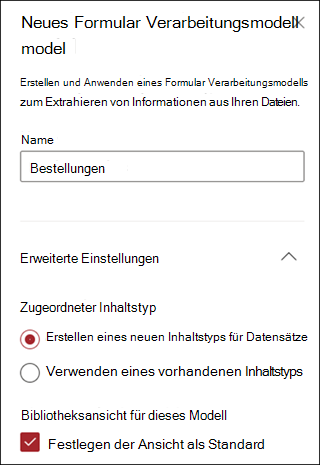 Neues Formular Verarbeitungsmodell
model
Erstellen und Anwenden eines Formular Verarbeitungsmodells
zum Extrahieren von Informationen aus Ihren Dateien.
Name
Bestellungen
Erweiterte Einstellungen
Zugeordneter Inhaltstyp
Erstellen eines neuen Inhaltstyps für Datensätze
Verwenden eines vorhandenen Inhaltstyps
Bibliotheksansicht für dieses Modell
Festlegen der Ansicht als Standard